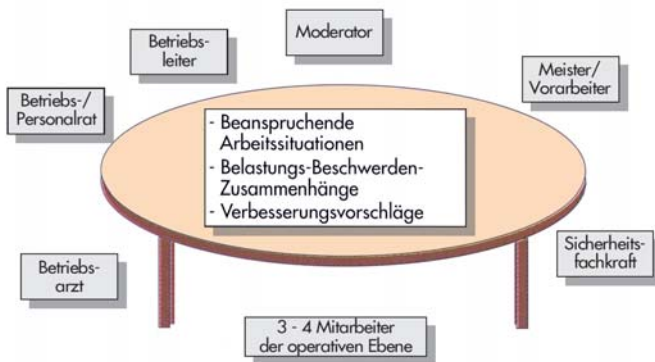 Moderator
Betriebs-
leiter
Meister/
Vorarbeiter
Betriebs-/
Personalrat
- Beanspruchende
Arbeitssituationen
- Belastungs-Beschwerden-
Zusammenhänge
- Verbesserungsvorschläge
Betriebs-
arzt
Sicherheits-
fachkraft
3 - 4 Mitarbeiter
der operativen Ebene